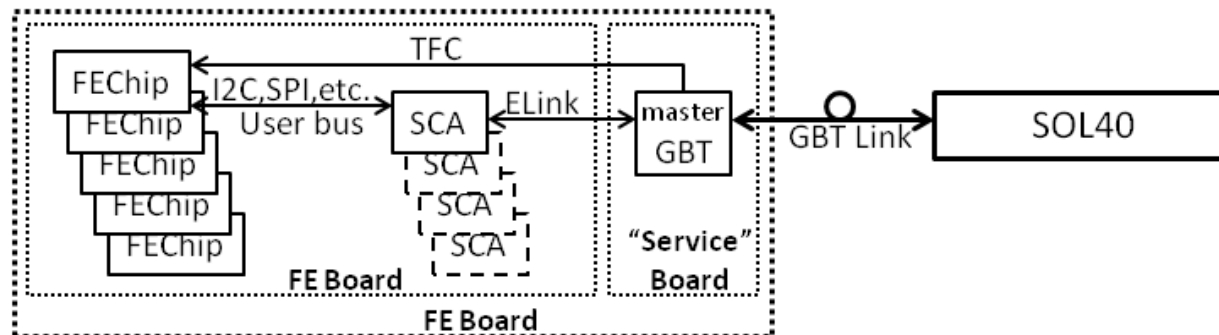 TFC
FEChip
I2C,SPI,etc.
User bus
FEChip
FEChip
FEChip
FEChip
SCA
SCA
SCA
SCA
ELink
master
GBT
GBT Link
SOL40
"Service"
Board
FE Board
FE Board